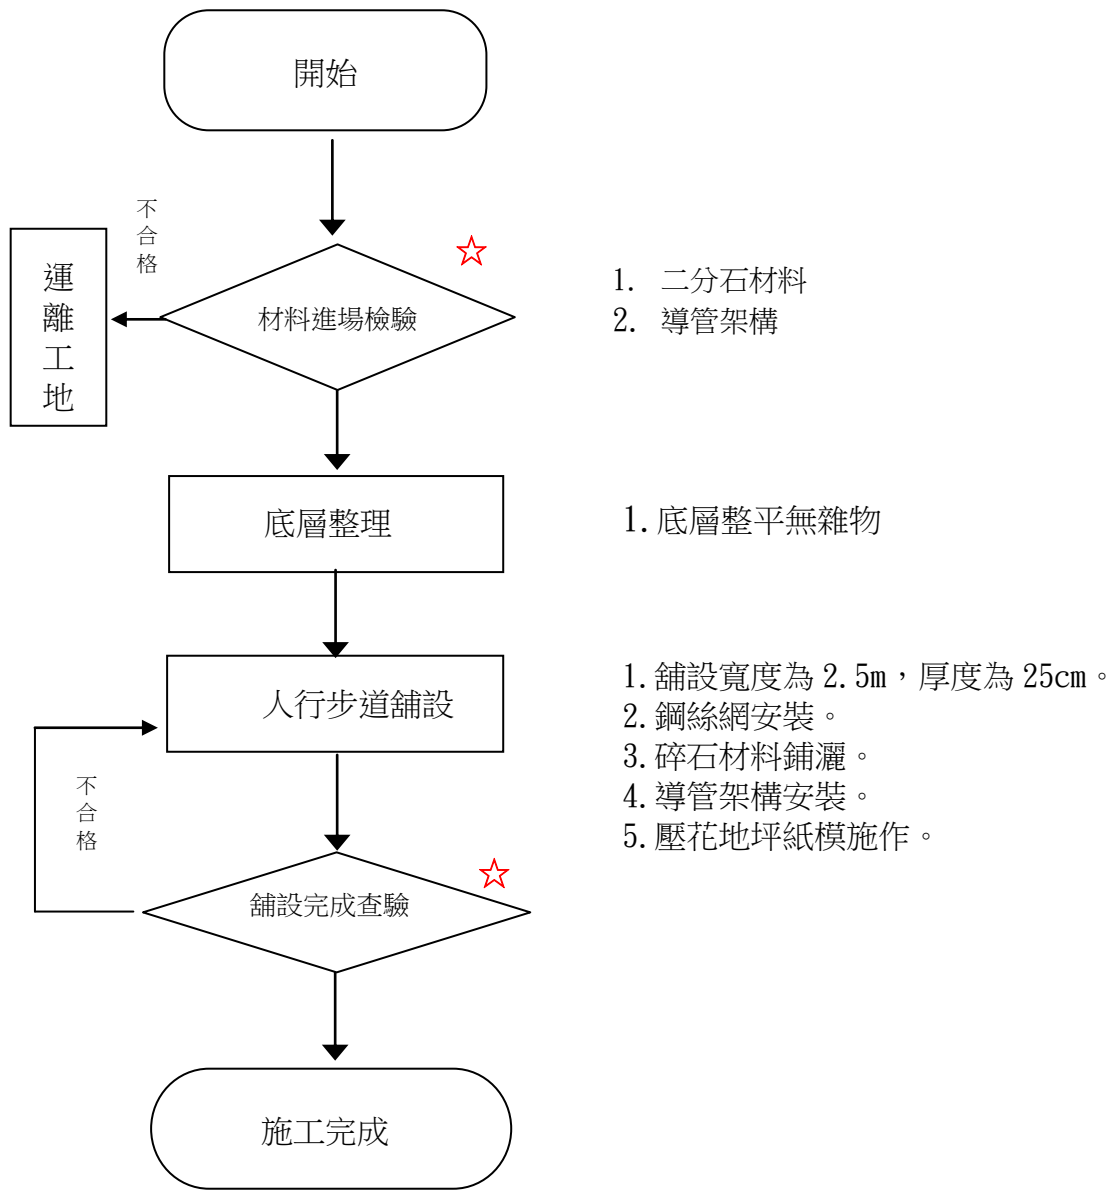 開始
不合格
運離工地
材料進場檢驗
1. 二分石材料
2. 導管架構
底層整理
1.底層整平無雜物
人行步道舖設
1.舖設寬度為 2.5m，厚度為 25cm。
2.鋼絲網安裝。
3.碎石材料鋪灑。
4.導管架構安裝。
5.壓花地坪紙模施作。
不合格
舖設完成查驗
施工完成